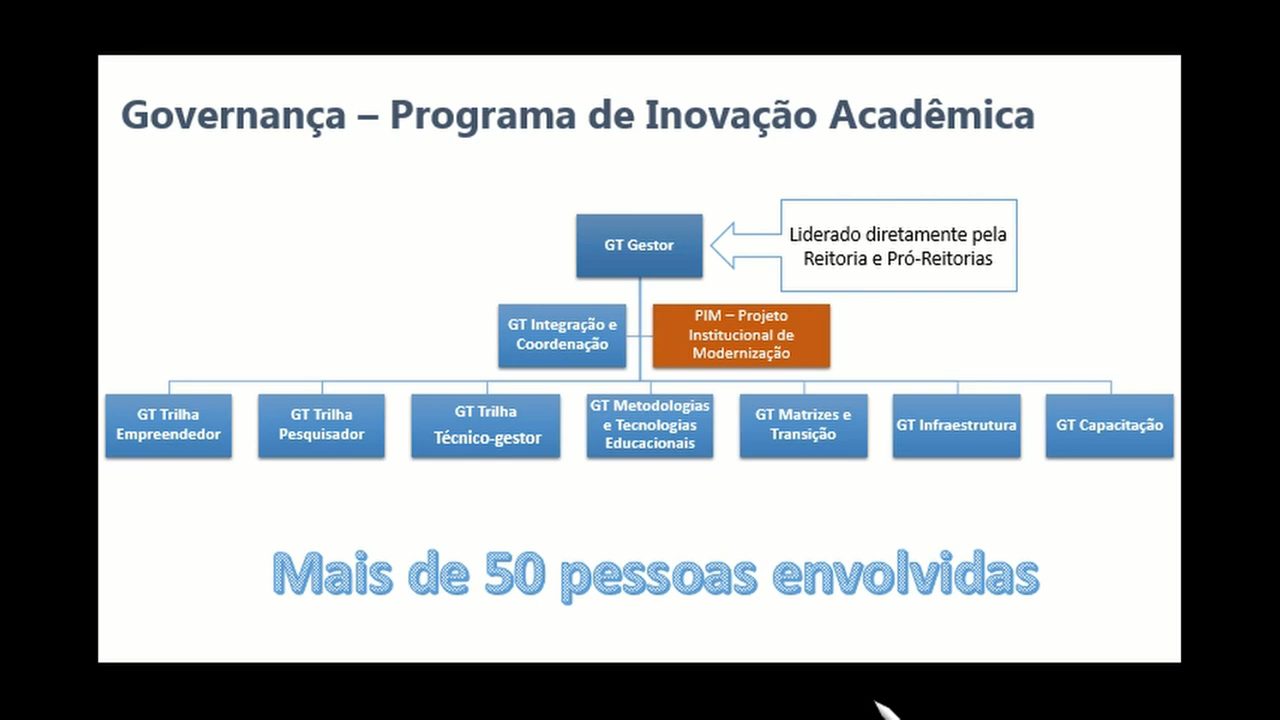 Governança – Programa de Inovação Acadêmica
GT Gestor
Liderado diretamente pela
Reitoria e Pró-Reitorias
GT Integração e
Coordenação
PIM – Projeto
Institucional de
Modernização
GT Trilha
Empreendedor
GT Trilha
Pesquisador
GT Trilha
Técnico-gestor
GT Metodologias
e Tecnologias
Educacionais
GT Matrizes e
Transição
GT Infraestrutura
GT Capacitação
Mais de 50 pessoas envolvidas